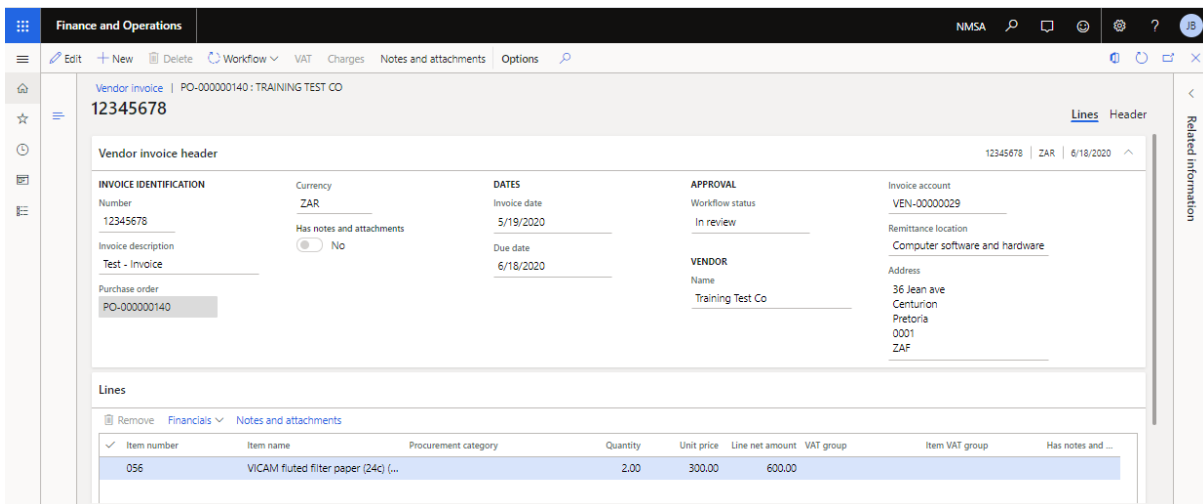 Finance and Operations
NMSA
?
JB
Edit New Delete Workflow VAT Charges Notes and attachments Options
Vendor invoice | PO-000000140 : TRAINING TEST CO
12345678
Lines Header
Related information
Vendor invoice header
12345678 | ZAR | 6/18/2020
INVOICE IDENTIFICATION
Number
12345678
Invoice description
Test - Invoice
Purchase order
PO-000000140
Currency
ZAR
Has notes and attachments
No
DATES
Invoice date
5/19/2020
Due date
6/18/2020
APPROVAL
Workflow status
In review
VENDOR
Name
Training Test Co
Invoice account
VEN-00000029
Remittance location
Computer software and hardware
Address
36 Jean ave
Centurion
Pretoria
0001
ZAF
Lines
Remove Financials Notes and attachments
Item number Item name Procurement category Quantity Unit price Line net amount VAT group Item VAT group Has notes and ...
056 VICAM fluted filter paper (24c) (... 2.00 300.00 600.00